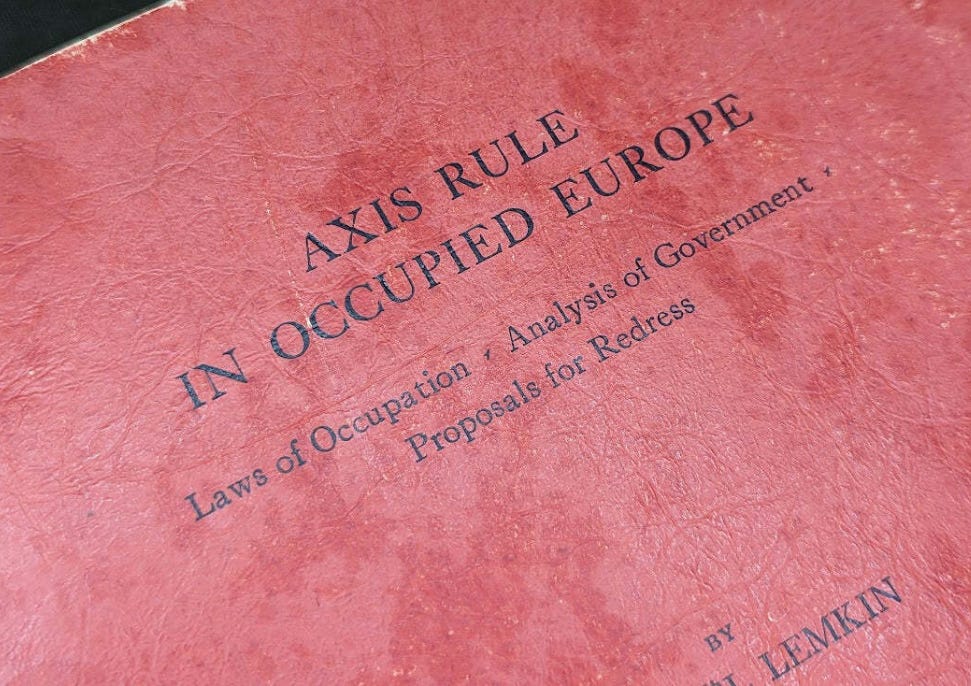 AXIS RULE
IN OCCUPIED EUROPE
Laws of Occupation · Analysis of Government ·
Proposals for Redress
BY
LEMKIN